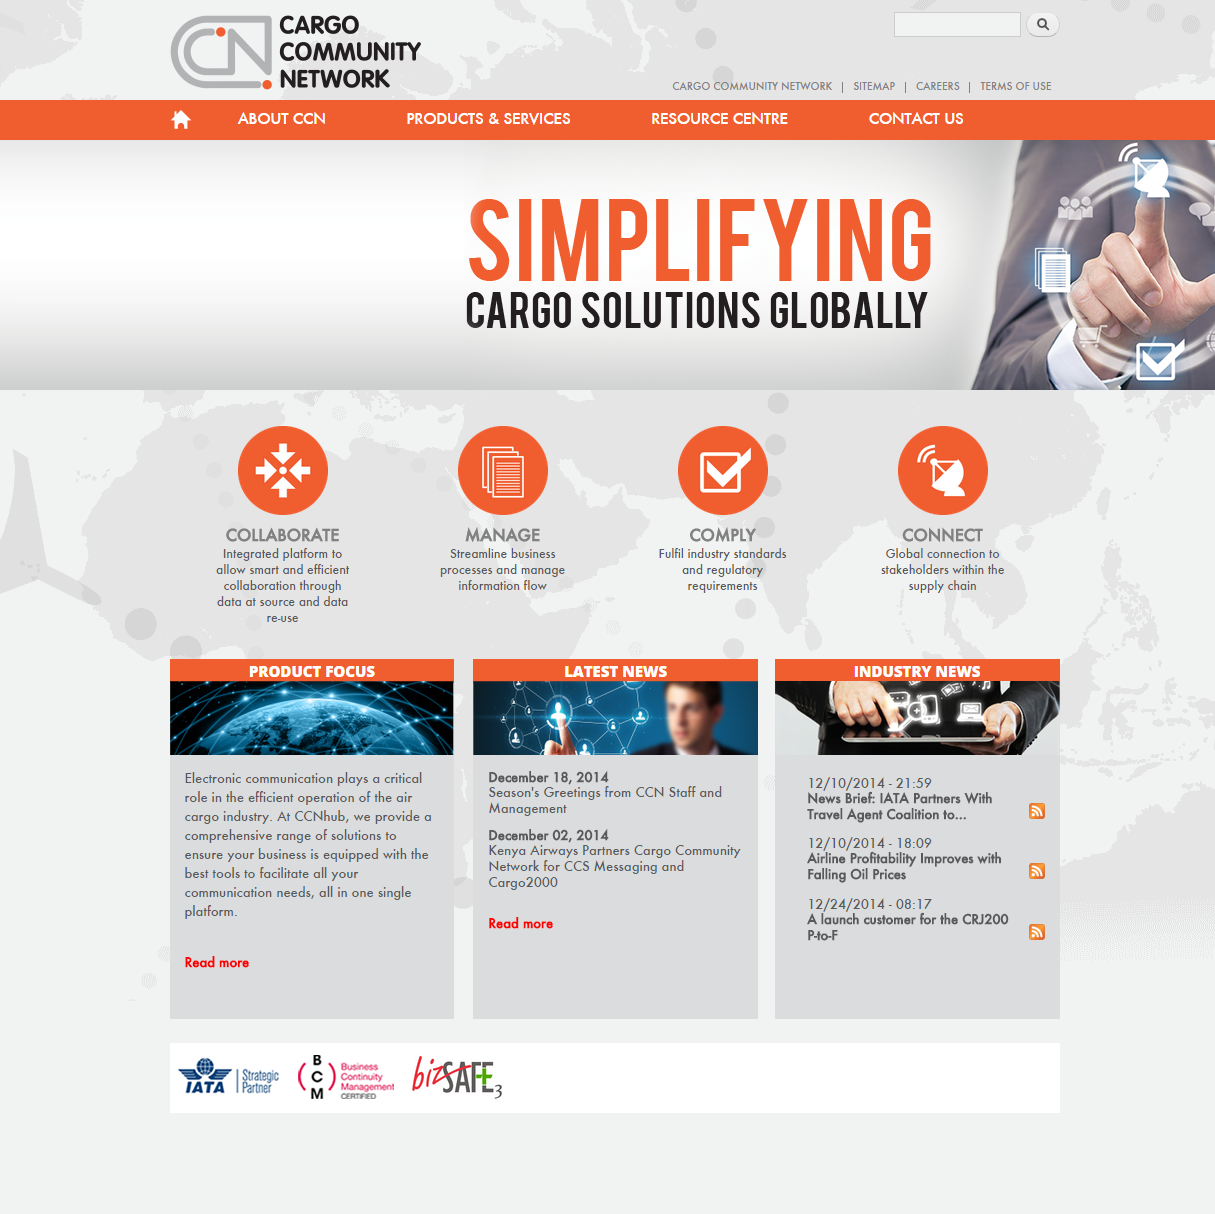 CARGO
COMMUNITY
NETWORK
CARGO COMMUNITY NETWORK | SITEMAP | CAREERS | TERMS OF USE
ABOUT CCN PRODUCTS & SERVICES RESOURCE CENTRE CONTACT US
SIMPLIFYING
CARGO SOLUTIONS GLOBALLY
COLLABORATE
Integrated platform to
allow smart and efficient
collaboration through
data at source and data
re-use
MANAGE
Streamline business
processes and manage
information flow
COMPLY
Fulfil industry standards
and regulatory
requirements
CONNECT
Global connection to
stakeholders within the
supply chain
PRODUCT FOCUS
Electronic communication plays a critical
role in the efficient operation of the air
cargo industry. At CCNhub, we provide a
comprehensive range of solutions to
ensure your business is equipped with the
best tools to facilitate all your
communication needs, all in one single
platform.
Read more
LATEST NEWS
December 18, 2014
Season's Greetings from CCN Staff and
Management
December 02, 2014
Kenya Airways Partners Cargo Community
Network for CCS Messaging and
Cargo2000
Read more
INDUSTRY NEWS
12/10/2014 - 21:59
News Brief: IATA Partners With
Travel Agent Coalition to...
12/10/2014 - 18:09
Airline Profitability Improves with
Falling Oil Prices
12/24/2014 - 08:17
A launch customer for the CRJ200
P-to-F
IATA
Strategic
Partner
B
C
M
Business
Continuity
Management
CERTIFIED
bizSAFE3